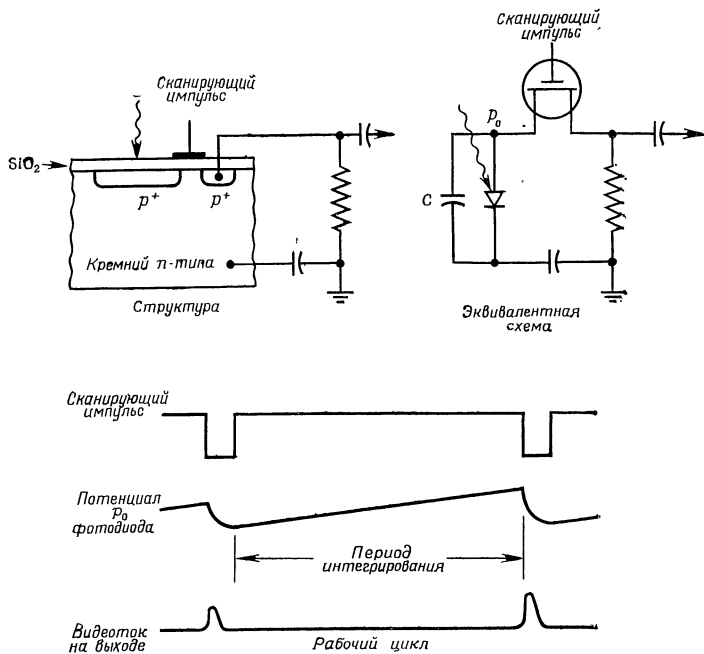 Сканирующий
импульс
SiO₂
p⁺
p⁺
Кремний n-типа
Структура
Сканирующий
импульс
P₀
C
Эквивалентная
схема
Сканирующий
импульс
Потенциал
P₀
фотодиода
Период
интегрирования
Видеоток
на выходе
Рабочий цикл